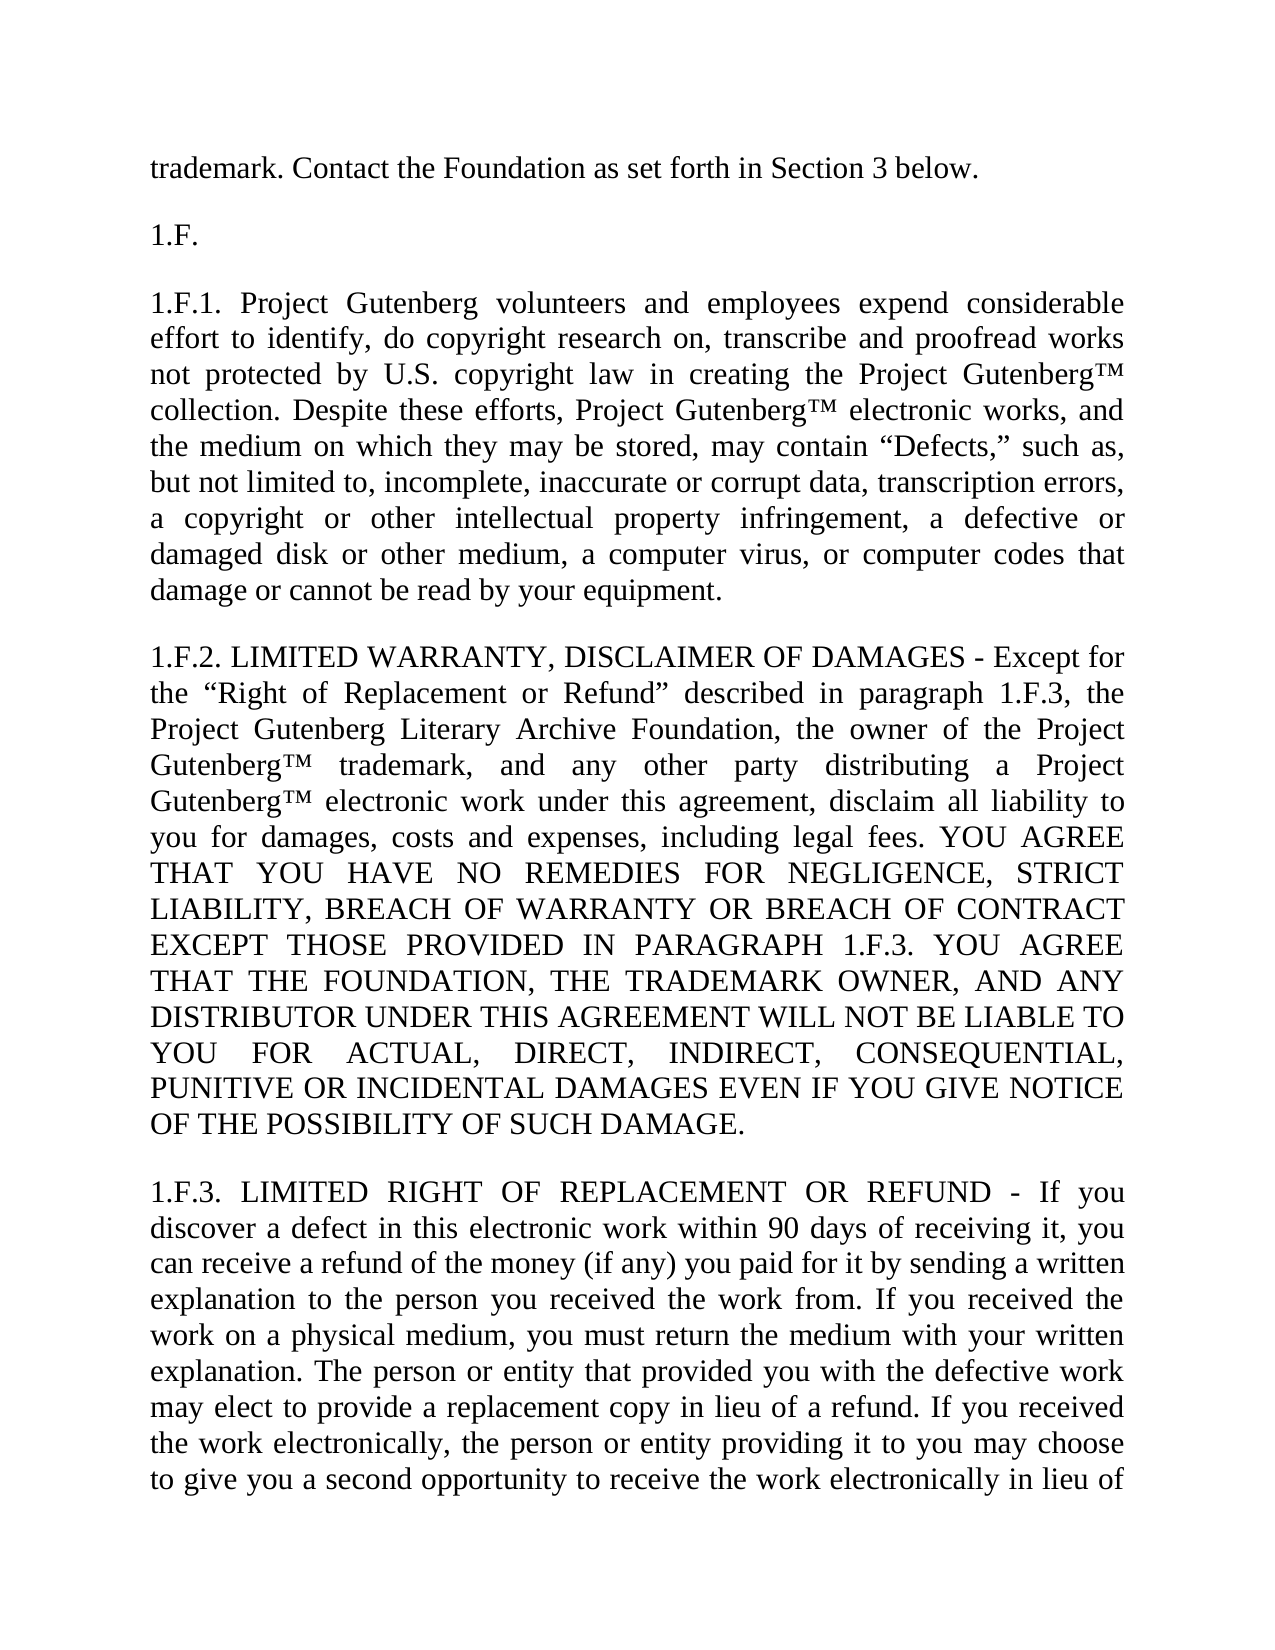 trademark. Contact the Foundation as set forth in Section 3 below.
1.F.
1.F.1. Project Gutenberg volunteers and employees expend considerable
effort to identify, do copyright research on, transcribe and proofread works
not protected by U.S. copyright law in creating the Project Gutenberg™
collection. Despite these efforts, Project Gutenberg™ electronic works, and
the medium on which they may be stored, may contain “Defects,” such as,
but not limited to, incomplete, inaccurate or corrupt data, transcription errors,
a copyright or other intellectual property infringement, a defective or
damaged disk or other medium, a computer virus, or computer codes that
damage or cannot be read by your equipment.
1.F.2. LIMITED WARRANTY, DISCLAIMER OF DAMAGES - Except for
the “Right of Replacement or Refund” described in paragraph 1.F.3, the
Project Gutenberg Literary Archive Foundation, the owner of the Project
Gutenberg™ trademark, and any other party distributing a Project
Gutenberg™ electronic work under this agreement, disclaim all liability to
you for damages, costs and expenses, including legal fees. YOU AGREE
THAT YOU HAVE NO REMEDIES FOR NEGLIGENCE, STRICT
LIABILITY, BREACH OF WARRANTY OR BREACH OF CONTRACT
EXCEPT THOSE PROVIDED IN PARAGRAPH 1.F.3. YOU AGREE
THAT THE FOUNDATION, THE TRADEMARK OWNER, AND ANY
DISTRIBUTOR UNDER THIS AGREEMENT WILL NOT BE LIABLE TO
YOU FOR ACTUAL, DIRECT, INDIRECT, CONSEQUENTIAL,
PUNITIVE OR INCIDENTAL DAMAGES EVEN IF YOU GIVE NOTICE
OF THE POSSIBILITY OF SUCH DAMAGE.
1.F.3. LIMITED RIGHT OF REPLACEMENT OR REFUND - If you
discover a defect in this electronic work within 90 days of receiving it, you
can receive a refund of the money (if any) you paid for it by sending a written
explanation to the person you received the work from. If you received the
work on a physical medium, you must return the medium with your written
explanation. The person or entity that provided you with the defective work
may elect to provide a replacement copy in lieu of a refund. If you received
the work electronically, the person or entity providing it to you may choose
to give you a second opportunity to receive the work electronically in lieu of